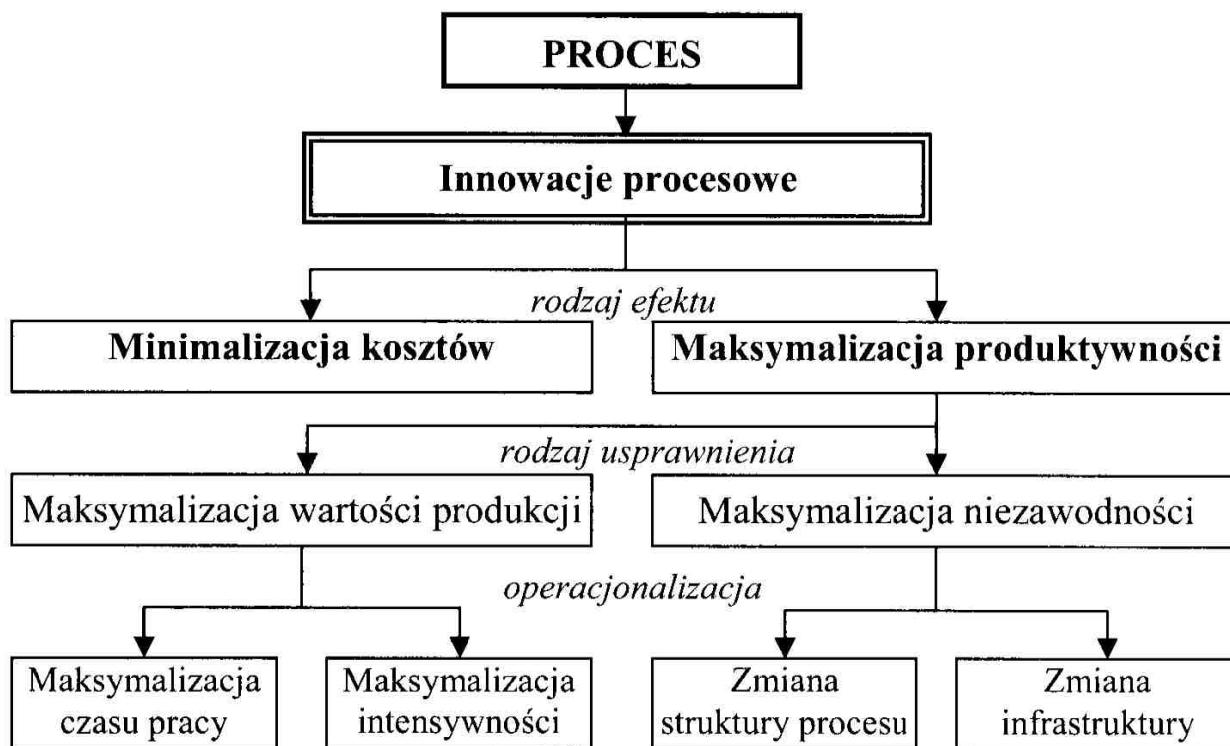 PROCES
Innowacje procesowe
rodzaj efektu
Minimalizacja kosztów
Maksymalizacja produktywności
rodzaj usprawnienia
Maksymalizacja wartości produkcji
Maksymalizacja niezawodności
operacjonalizacja
Maksymalizacja
czasu pracy
Maksymalizacja
intensywności
Zmiana
struktury procesu
Zmiana
infrastruktury